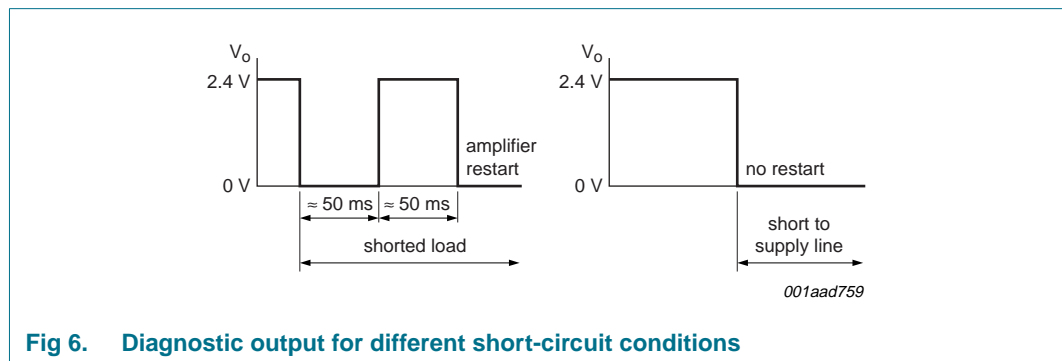 Vo
2.4 V
0 V
amplifier
restart
≈ 50 ms ≈ 50 ms
shorted load
Vo
2.4 V
0 V
no restart
short to
supply line
001aad759
Fig 6. Diagnostic output for different short-circuit conditions